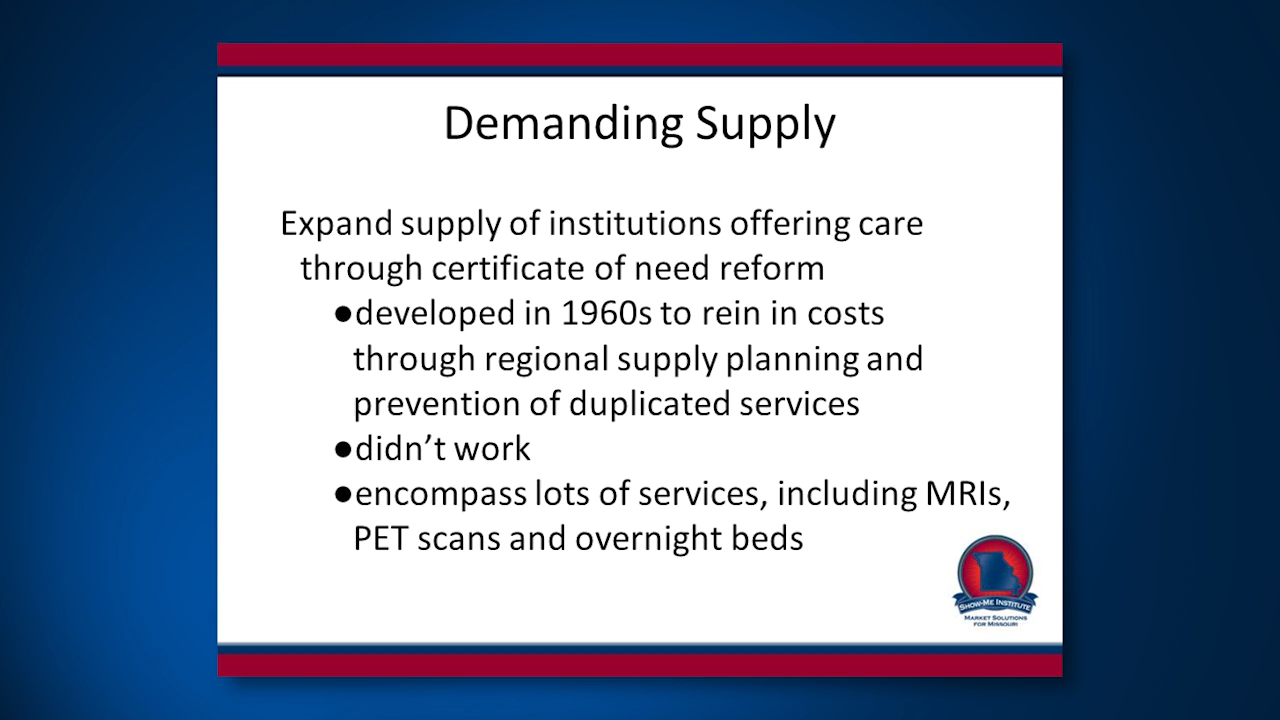 Demanding Supply
Expand supply of institutions offering care
through certificate of need reform
●developed in 1960s to rein in costs
through regional supply planning and
prevention of duplicated services
●didn’t work
●encompass lots of services, including MRIs,
PET scans and overnight beds
SHOW-ME INSTITUTE
MARKET SOLUTIONS
FOR MISSOURI